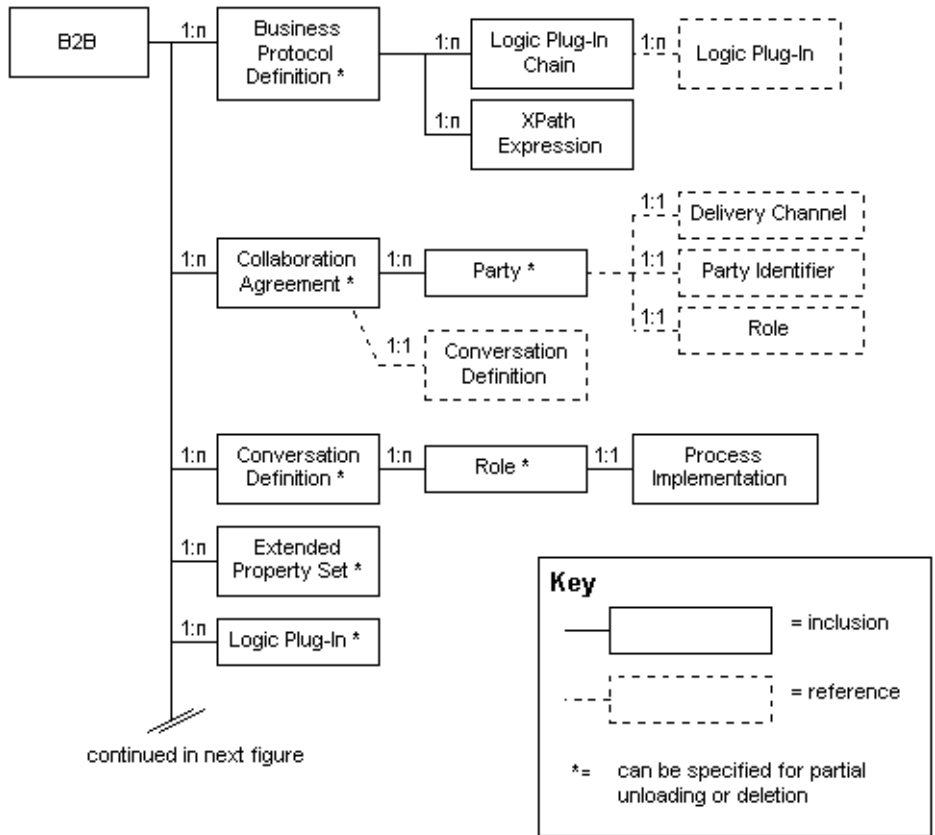 B2B
1:n
Business
Protocol
Definition *
1:n
Logic Plug-In
Chain
1:n
Logic Plug-In
1:n
XPath
Expression
1:n
Collaboration
Agreement *
1:n
Party *
1:1
Delivery Channel
1:1
Party Identifier
1:1
Role
1:1
Conversation
Definition
1:n
Conversation
Definition *
1:n
Role *
1:1
Process
Implementation
1:n
Extended
Property Set *
1:n
Logic Plug-In *
continued in next figure
Key
= inclusion
= reference
*= can be specified for partial
unloading or deletion